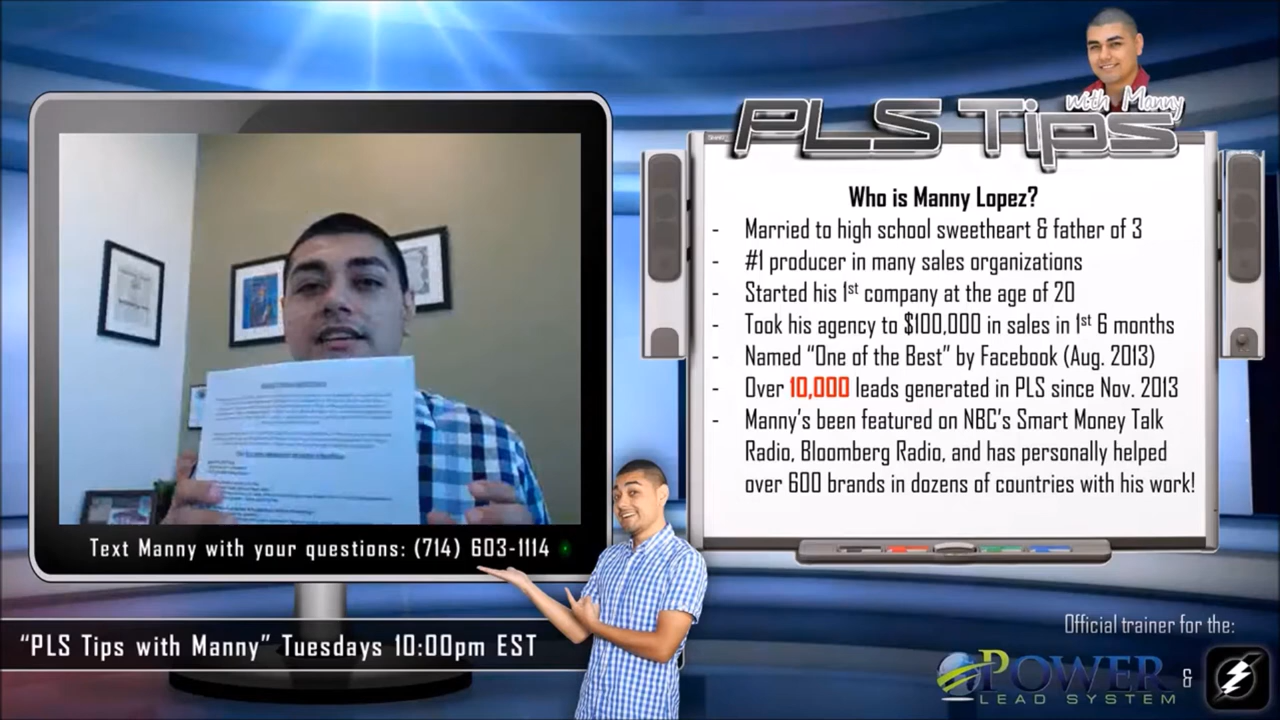 with Manny
PLS Tips
Who is Manny Lopez?
- Married to high school sweetheart & father of 3
- #1 producer in many sales organizations
- Started his 1st company at the age of 20
- Took his agency to $100,000 in sales in 1st 6 months
- Named “One of the Best” by Facebook (Aug. 2013)
- Over 10,000 leads generated in PLS since Nov. 2013
- Manny's been featured on NBC's Smart Money Talk
Radio, Bloomberg Radio, and has personally helped
over 600 brands in dozens of countries with his work!
Text Manny with your questions: (714) 603-1114
“PLS Tips with Manny” Tuesdays 10:00pm EST
Official trainer for the:
POWER
LEAD SYSTEM
&